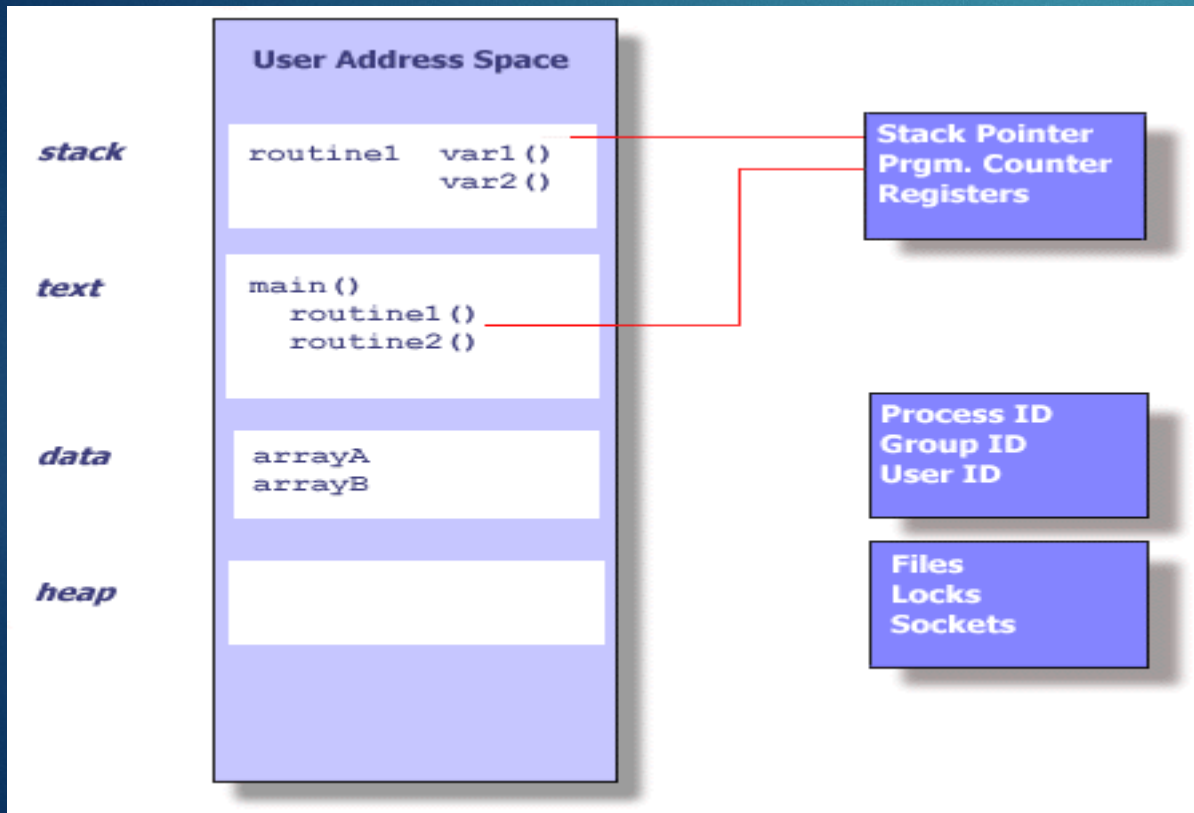 User Address Space
stack
routine1 var1()
var2()
text
main()
routine1()
routine2()
data
arrayA
arrayB
heap
Stack Pointer
Prgm. Counter
Registers
Process ID
Group ID
User ID
Files
Locks
Sockets